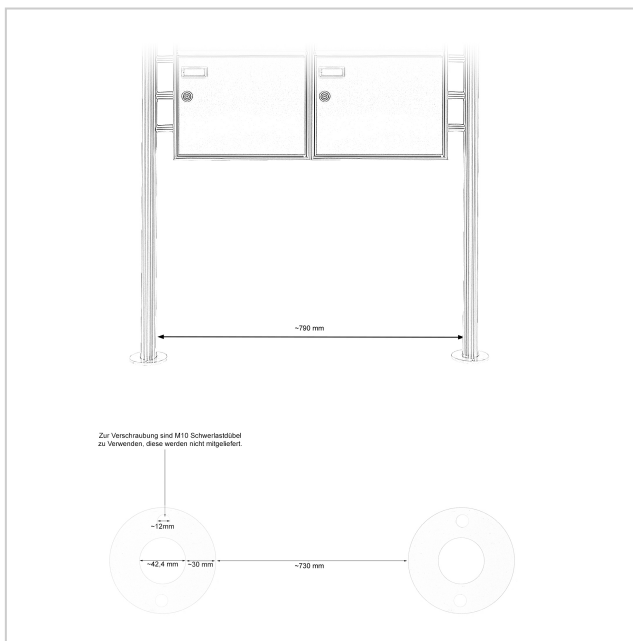 ~790 mm
Zur Verschraubung sind M10 Schwerlastdübel
zu Verwenden, diese werden nicht mitgeliefert.
~12mm
~42,4 mm
~30 mm
~730 mm